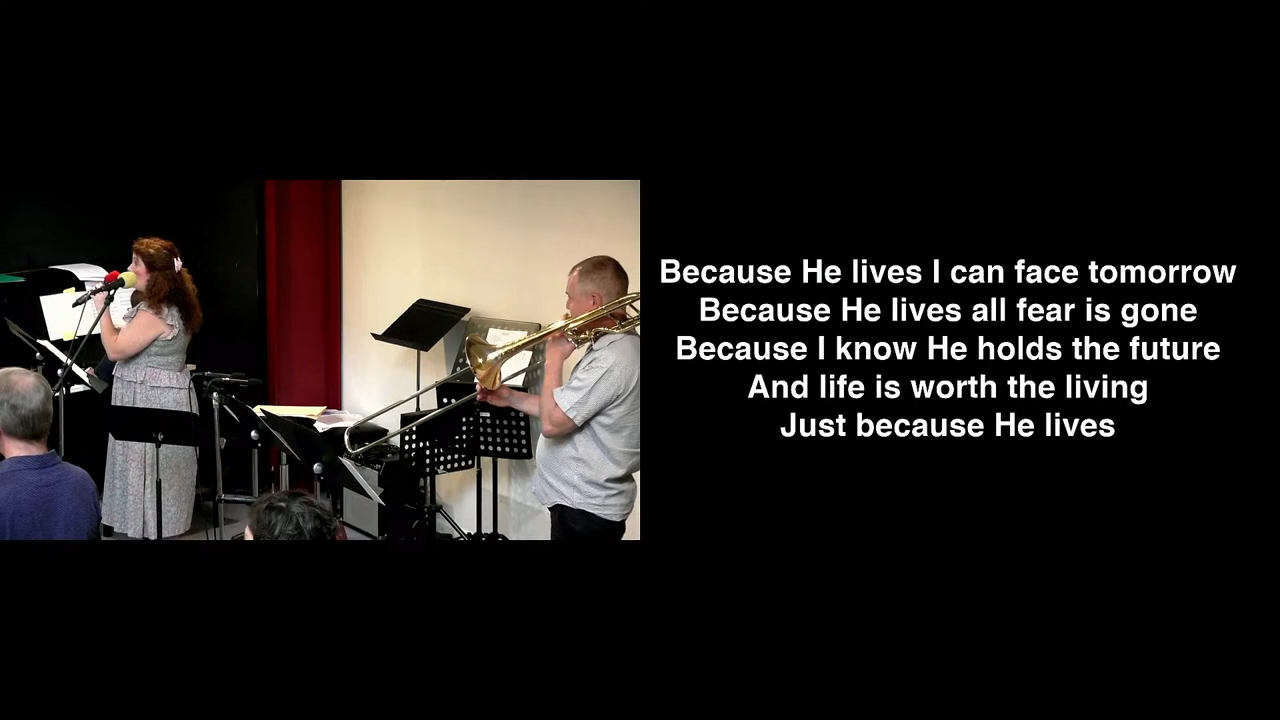 Because He lives I can face tomorrow
Because He lives all fear is gone
Because I know He holds the future
And life is worth the living
Just because He lives